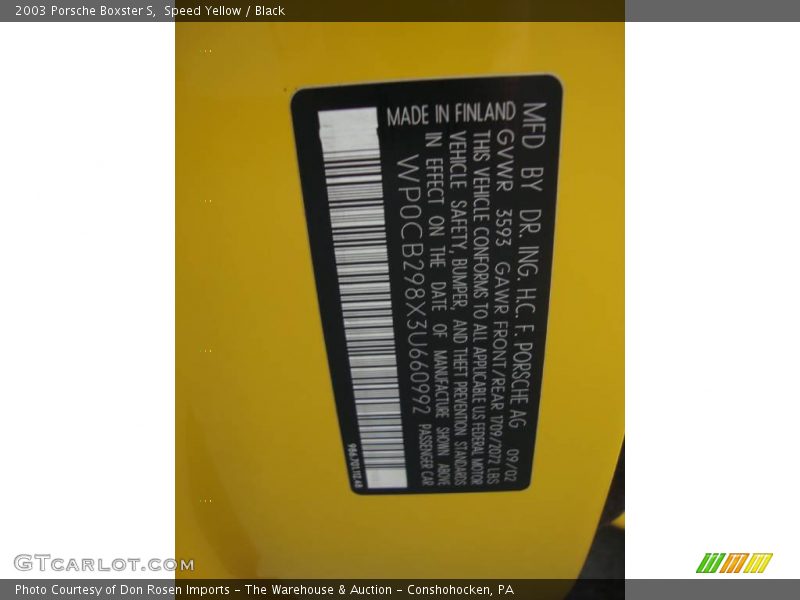 2003 Porsche Boxster S,  Speed Yellow / Black
MFD BY DR. ING. H.C. F. PORSCHE AG 09/02
GVWR 3593 GAWR FRONT/REAR 1709/2072 LBS
THIS VEHICLE CONFORMS TO ALL APPLICABLE US FEDERAL MOTOR
VEHICLE SAFETY, BUMPER, AND THEFT PREVENTION STANDARDS
IN EFFECT ON THE DATE OF MANUFACTURE SHOWN ABOVE
MADE IN FINLAND
WP0CB298X3U660992 PASSENGER CAR
GTcarlot.com
Photo Courtesy of Don Rosen Imports - The Warehouse & Auction - Conshohocken, PA